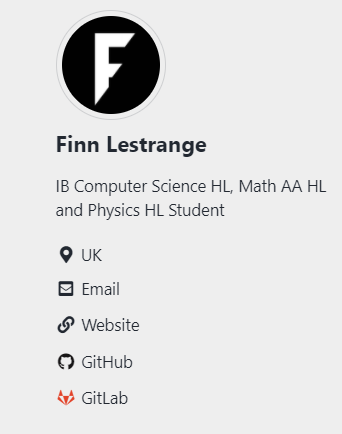 F
Finn Lestrange
IB Computer Science HL, Math AA HL
and Physics HL Student
UK
Email
Website
GitHub
GitLab